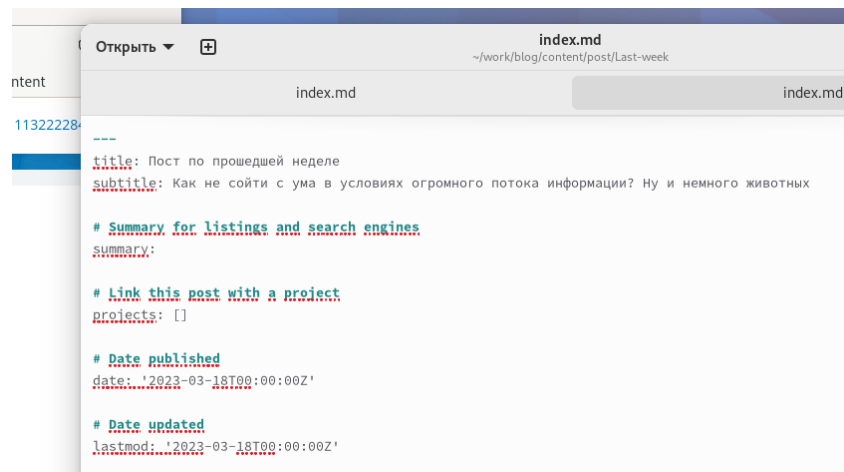 Открыть
index.md
~/work/blog/content/post/Last-week
ntent
index.md
index.md
11322228
---
title: Пост по прошедшей неделе
subtitle: Как не сойти с ума в условиях огромного потока информации? Ну и немного животных
# Summary for listings and search engines
summary:
# Link this post with a project
projects: []
# Date published
date: '2023-03-18T00:00:00Z'
# Date updated
lastmod: '2023-03-18T00:00:00Z'